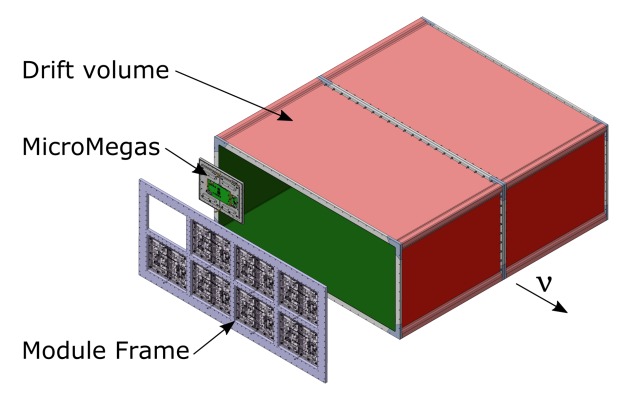 Drift volume
MicroMegas
ν
Module Frame